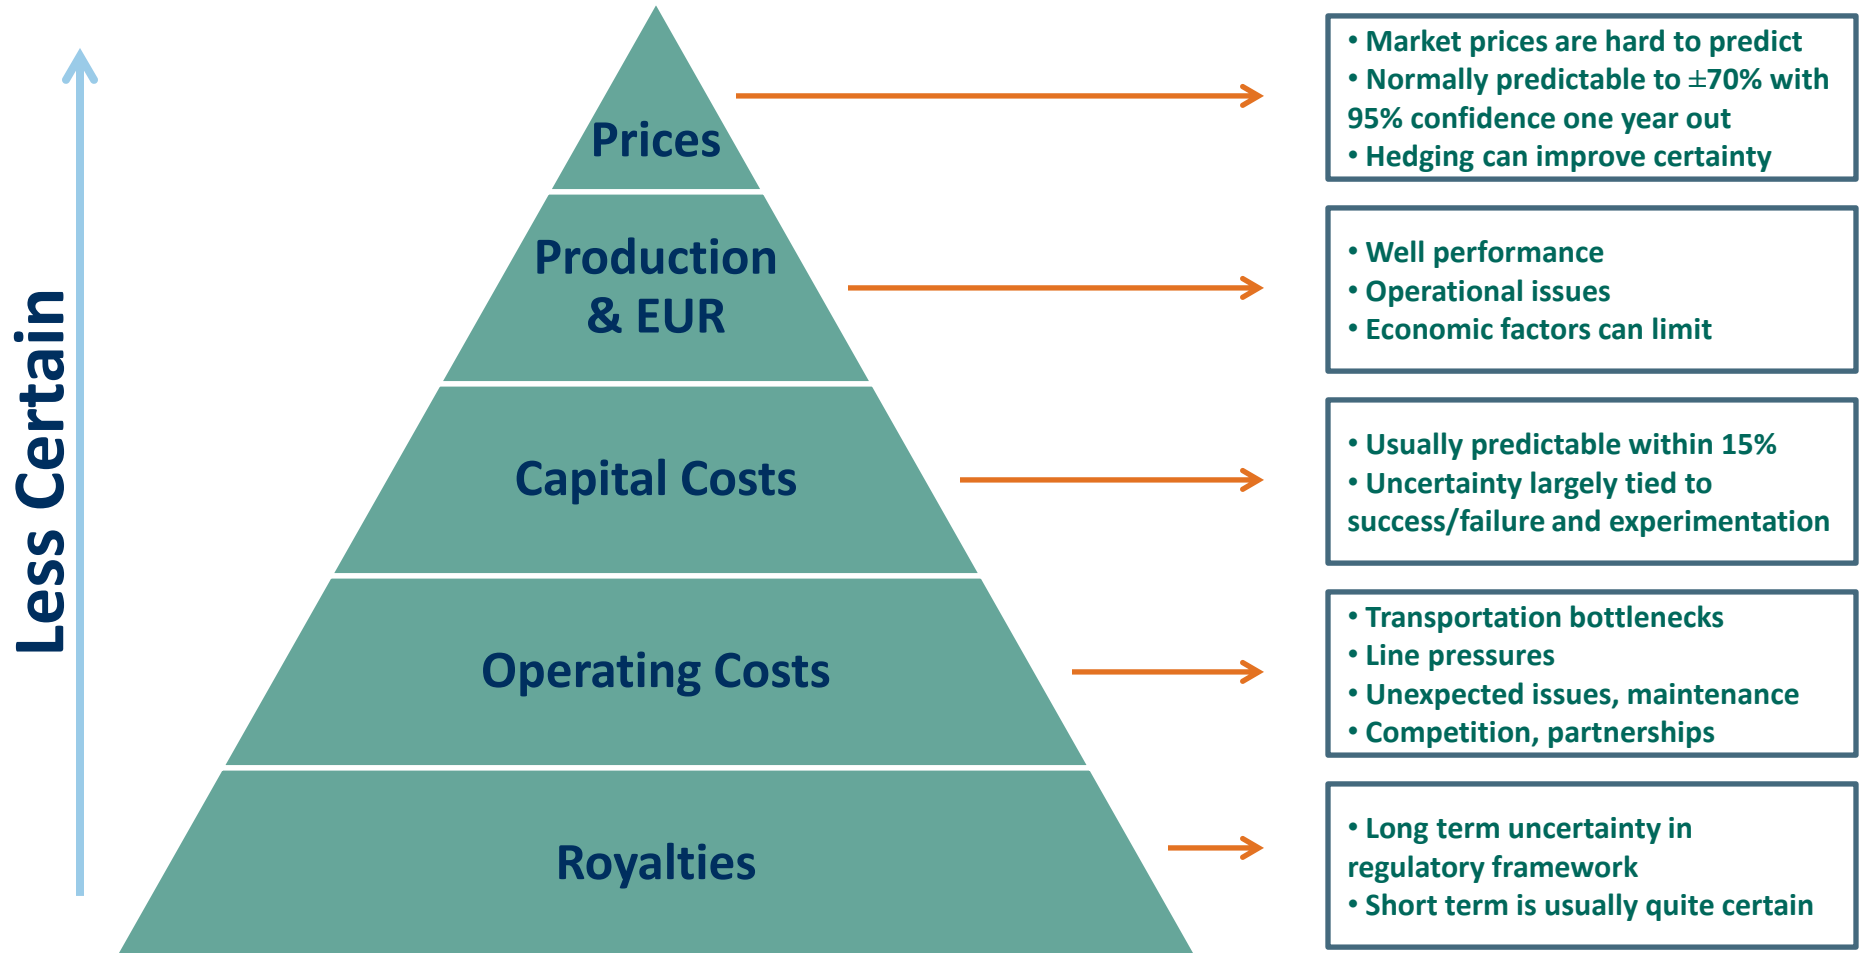 Less Certain
Prices
• Market prices are hard to predict
• Normally predictable to ±70% with
95% confidence one year out
• Hedging can improve certainty
Production
& EUR
• Well performance
• Operational issues
• Economic factors can limit
Capital Costs
• Usually predictable within 15%
• Uncertainty largely tied to
success/failure and experimentation
Operating Costs
• Transportation bottlenecks
• Line pressures
• Unexpected issues, maintenance
• Competition, partnerships
Royalties
• Long term uncertainty in
regulatory framework
• Short term is usually quite certain